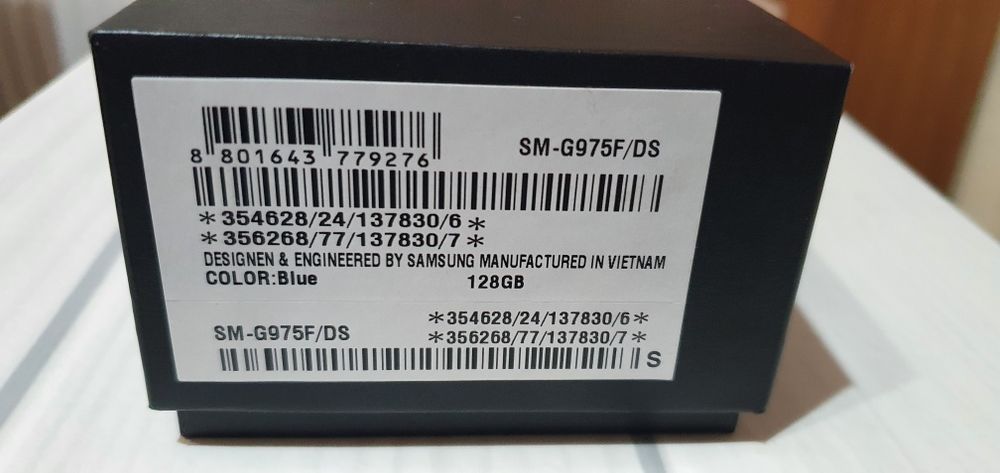 8 801643 779276
SM-G975F/DS
*354628/24/137830/6*
*356268/77/137830/7*
DESIGNEN & ENGINEERED BY SAMSUNG MANUFACTURED IN VIETNAM
COLOR:Blue 128GB
SM-G975F/DS
*354628/24/137830/6*
*356268/77/137830/7*
S